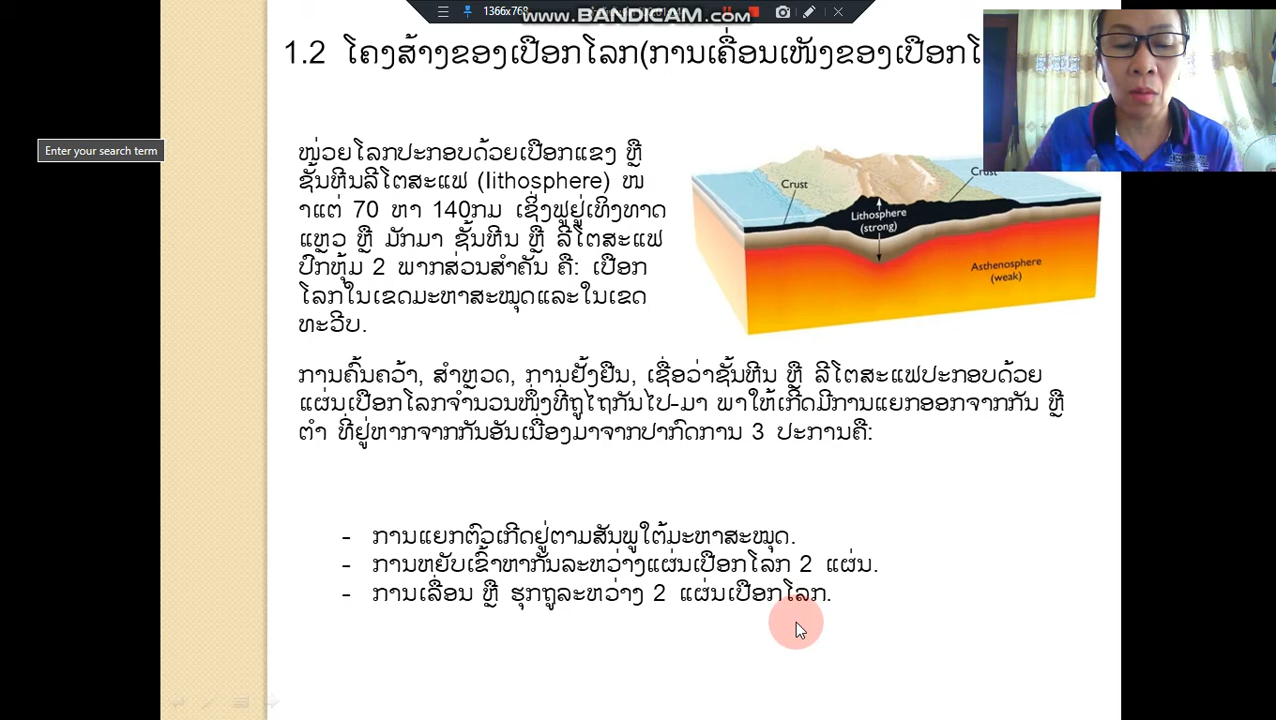 1366x768
www.BANDICAM.com
1.2 ໂຄງສ້າງຂອງເປືອກໂລກ(ການເຄື່ອນເໜັງຂອງເປືອກໂ
Enter your search term
ໜ່ວຍໂລກປະກອບດ້ວຍເປືອກແຂງ ຫຼື
ຊັ້ນຫີນລີໂຕສະແຟ (lithosphere) ໜ
າແຕ່ 70 ຫາ 140ກມ ເຊິ່ງຟູຢູ່ເທິງທາດ
ແຫຼວ ຫຼື ມັກມາ ຊັ້ນຫີນ ຫຼື ລີໂຕສະແຟ
ປົກຫຸ້ມ 2 ພາກສ່ວນສຳຄັນ ຄື: ເປືອກ
ໂລກໃນເຂດມະຫາສະໝຸດແລະໃນເຂດ
ທະວີບ.
Crust
Crust
Lithosphere
(strong)
Asthenosphere
(weak)
ການຄົ້ນຄວ້າ, ສຳຫຼວດ, ການຢັ້ງຢືນ, ເຊື່ອວ່າຊັ້ນຫີນ ຫຼື ລີໂຕສະແຟປະກອບດ້ວຍ
ແຜ່ນເປືອກໂລກຈຳນວນໜຶ່ງທີ່ຖູໄຖກັນໄປ-ມາ ພາໃຫ້ເກີດມີການແຍກອອກຈາກກັນ ຫຼື
ຕຳ ທີ່ຢູ່ຫາກຈາກກັນອັນເນື່ອງມາຈາກປາກົດການ 3 ປະການຄື:
- ການແຍກຕົວເກີດຢູ່ຕາມສັນພູໃຕ້ມະຫາສະໝຸດ.
- ການຫຍັບເຂົ້າຫາກັນລະຫວ່າງແຜ່ນເປືອກໂລກ 2 ແຜ່ນ.
- ການເລື່ອນ ຫຼື ຮຸກຖູລະຫວ່າງ 2 ແຜ່ນເປືອກໂລກ.